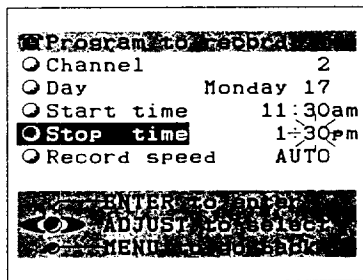 Program to record
Channel 2
Day Monday 17
Start time 11:30am
Stop time 1:30pm
Record speed AUTO
ENTER to enter
ADJUST to select
MENU to go back